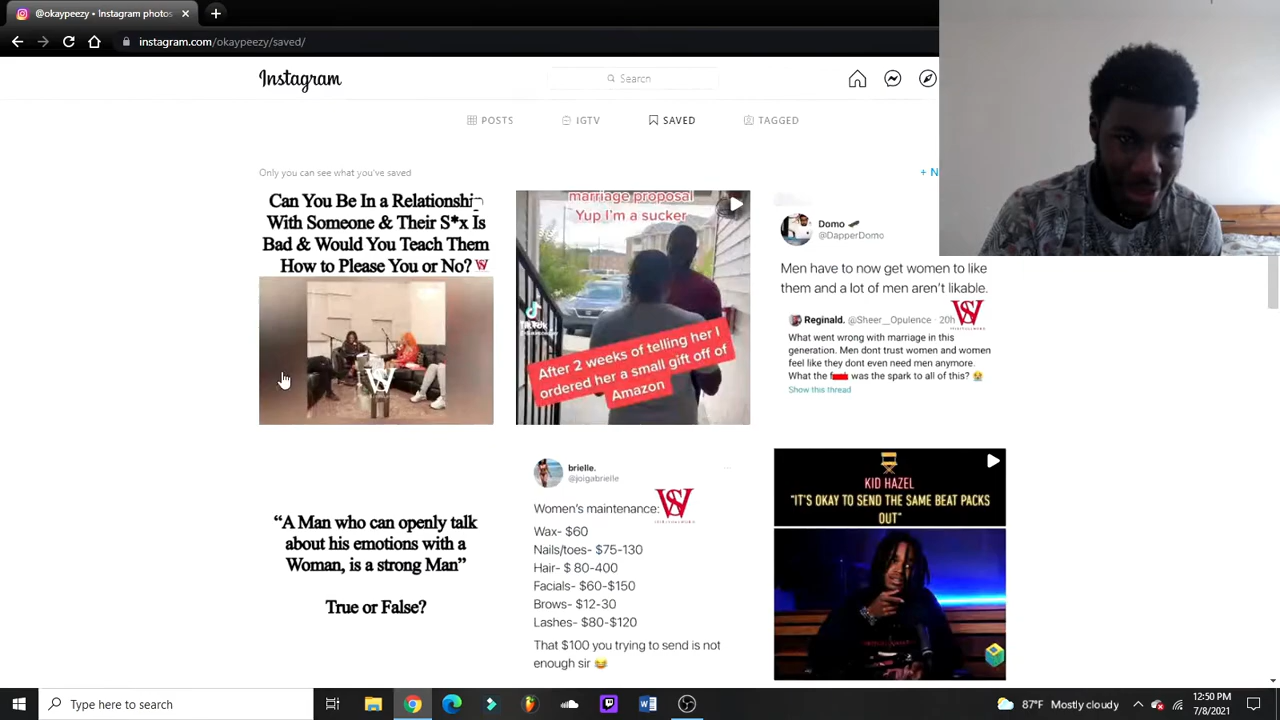 @okaypeezy • Instagram
instagram.com/okaypeezy/saved/
Instagram
Search
POSTS
IGTV
SAVED
TAGGED
Only you can see what you've saved
+ N
Can You Be In a Relationship
With Someone & Their S*x Is
Bad & Would You Teach Them
How to Please You or No?
marriage proposal
Yup I'm a sucker
TikTok
After 2 weeks of telling her I
ordered her a small gift off of
Amazon
Domo
@DapperDomo
Men have to now get women to like
them and a lot of men aren't likable.
Reginald. @Sheer__Opulence · 20h
What went wrong with marriage in this
generation. Men dont trust women and women
feel like they dont even need men anymore.
What the f was the spark to all of this? 😭
Show this thread
“A Man who can openly talk
about his emotions with a
Woman, is a strong Man”
True or False?
brielle.
@joigabrielle
Women's maintenance:
Wax- $60
Nails/toes- $75-130
Hair- $ 80-400
Facials- $60-$150
Brows- $12-30
Lashes- $80-$120
That $100 you trying to send is not
enough sir 😂
KID HAZEL
“IT'S OKAY TO SEND THE SAME BEAT PACKS
OUT”
Type here to search
87°F Mostly cloudy
12:50 PM
7/8/2021